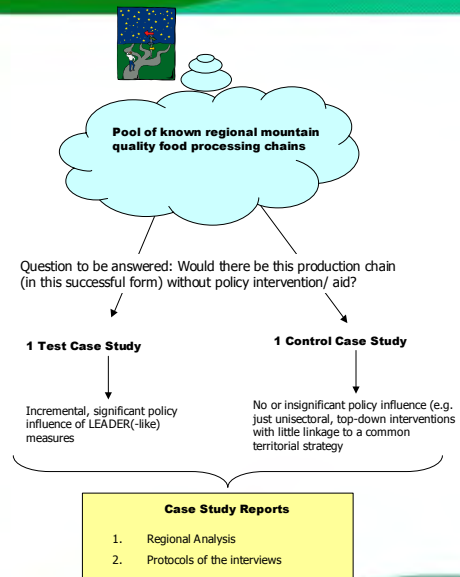 Pool of known regional mountain
quality food processing chains
Question to be answered: Would there be this production chain
(in this successful form) without policy intervention/ aid?
1 Test Case Study
1 Control Case Study
Incremental, significant policy
influence of LEADER(-like)
measures
No or insignificant policy influence (e.g.
just unisectoral, top-down interventions
with little linkage to a common
territorial strategy
Case Study Reports
1. Regional Analysis
2. Protocols of the interviews